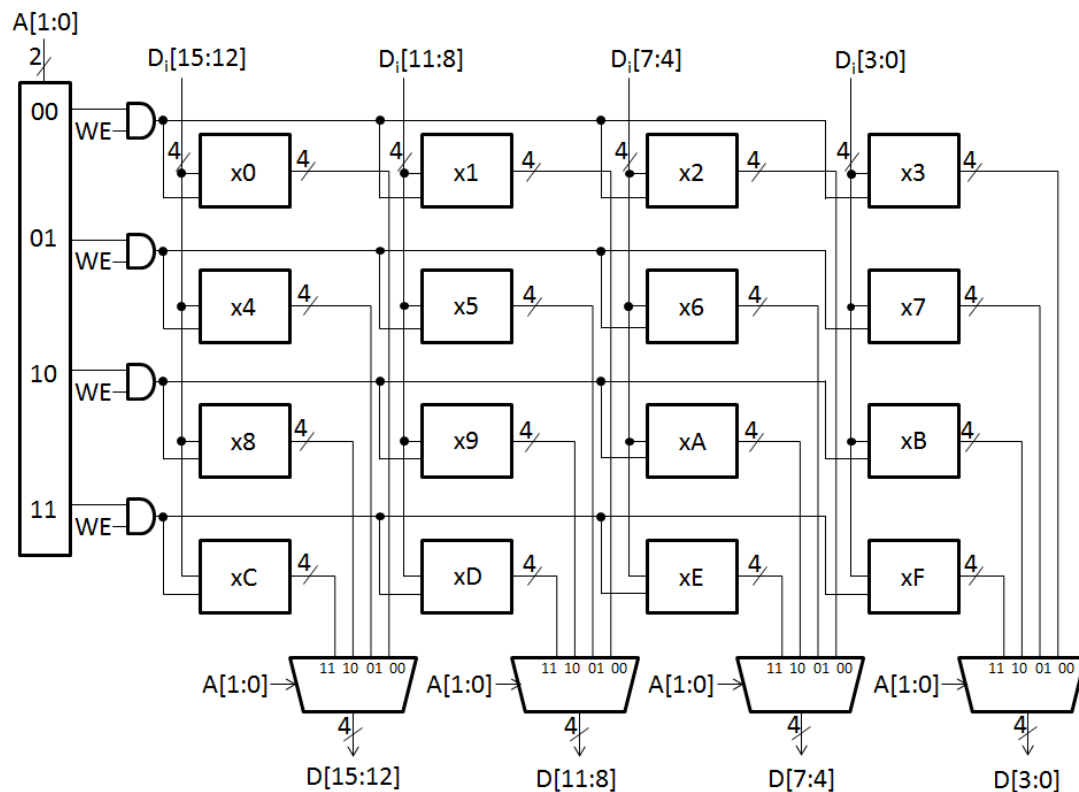 A[1:0]
2
Di[15:12] Di[11:8] Di[7:4] Di[3:0]
00
WE
4 4 4 4 4 4 4 4
x0 x1 x2 x3
01
WE
4 4 4 4
x4 x5 x6 x7
10
WE
4 4 4 4
x8 x9 xA xB
11
WE
4 4 4 4
xC xD xE xF
11 10 01 00 11 10 01 00 11 10 01 00 11 10 01 00
A[1:0] A[1:0] A[1:0] A[1:0]
4 4 4 4
D[15:12] D[11:8] D[7:4] D[3:0]